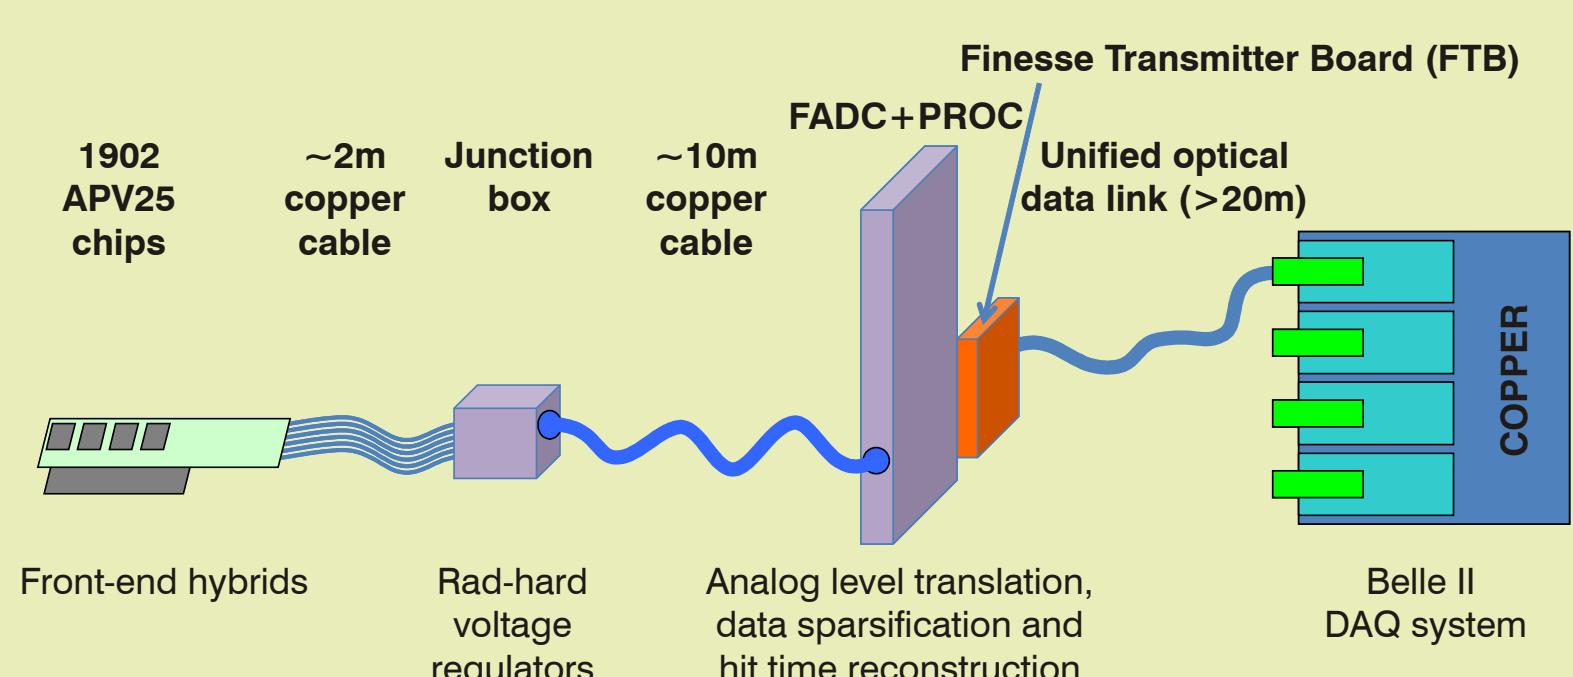 Finesse Transmitter Board (FTB)
FADC+PROC
1902
APV25
chips
~2m
copper
cable
Junction
box
~10m
copper
cable
Unified optical
data link (>20m)
COPPER
Front-end hybrids
Rad-hard
voltage
regulators
Analog level translation,
data sparsification and
hit time reconstruction
Belle II
DAQ system